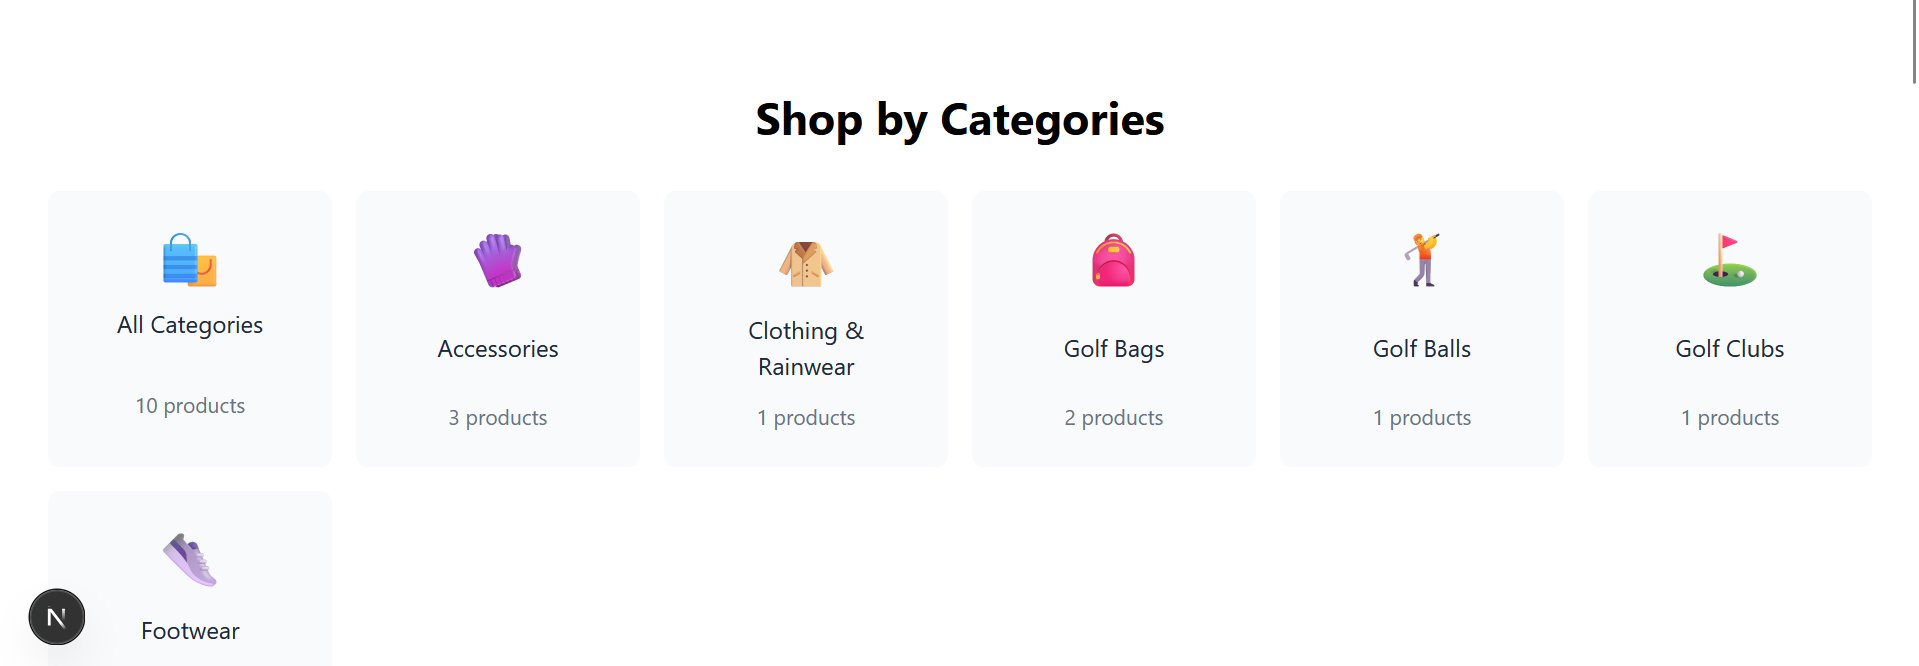 Shop by Categories
All Categories
10 products
Accessories
3 products
Clothing &
Rainwear
1 products
Golf Bags
2 products
Golf Balls
1 products
Golf Clubs
1 products
Footwear
N